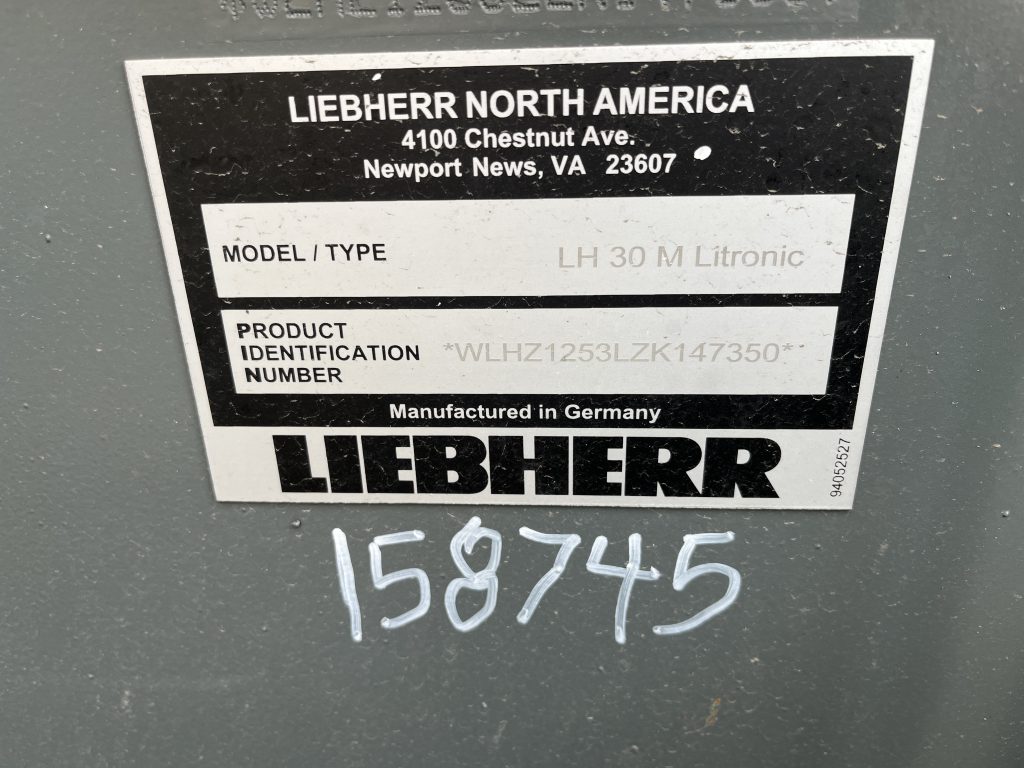 LIEBHERR NORTH AMERICA
4100 Chestnut Ave.
Newport News, VA 23607
MODEL / TYPE LH 30 M Litronic
PRODUCT
IDENTIFICATION
NUMBER
*WLHZ1253LZK147350*
Manufactured in Germany
LIEBHERR
94052527
158745